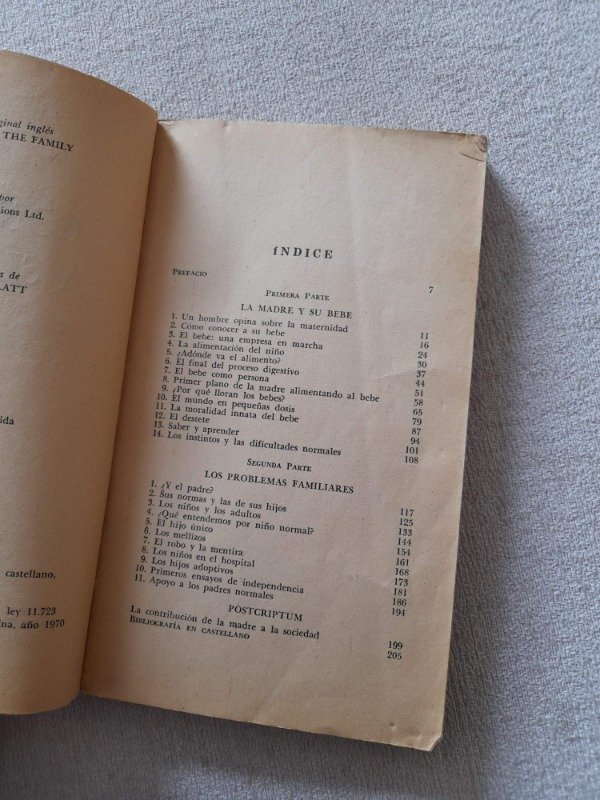 ginal inglés
THE FAMILY
por
tions Ltd.
de
LATT
ida
castellano.
ley 11.723
ina, año 1970
ÍNDICE
Prefacio 7
Primera Parte
LA MADRE Y SU BEBE
1. Un hombre opina sobre la maternidad 11
2. Cómo conocer a su bebe 16
3. El bebe: una empresa en marcha 24
4. La alimentación del niño 30
5. ¿Adónde va el alimento? 37
6. El final del proceso digestivo 44
7. El bebe como persona 51
8. Primer plano de la madre alimentando al bebe 58
9. ¿Por qué lloran los bebes? 65
10. El mundo en pequeñas dosis 79
11. La moralidad innata del bebe 87
12. El destete 94
13. Saber y aprender 101
14. Los instintos y las dificultades normales 108
Segunda Parte
LOS PROBLEMAS FAMILIARES
1. ¿Y el padre? 117
2. Sus normas y las de sus hijos 125
3. Los niños y los adultos 133
4. ¿Qué entendemos por niño normal? 144
5. El hijo único 154
6. Los mellizos 161
7. El robo y la mentira 168
8. Los niños en el hospital 173
9. Los hijos adoptivos 181
10. Primeros ensayos de independencia 186
11. Apoyo a los padres normales 194
POSTCRIPTUM
La contribución de la madre a la sociedad 199
Bibliografía en castellano 205